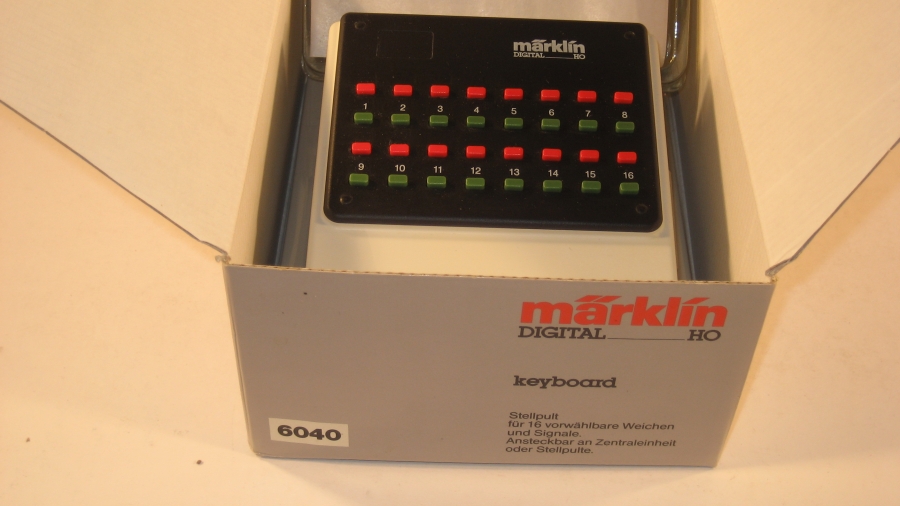 märklin
DIGITAL HO
1 2 3 4 5 6 7 8
9 10 11 12 13 14 15 16
märklin
DIGITAL HO
keyboard
Stellpult
für 16 vorwählbare Weichen
und Signale.
Ansteckbar an Zentraleinheit
oder Stellpulte.
6040